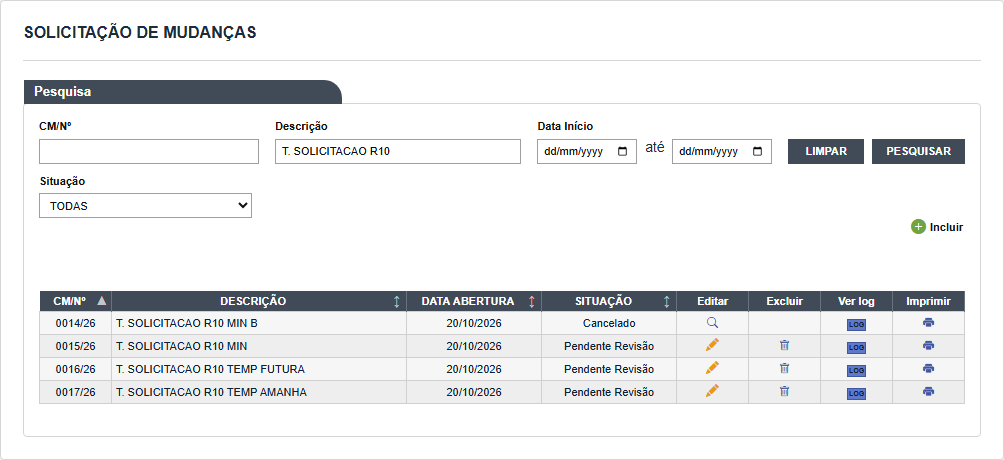 SOLICITAÇÃO DE MUDANÇAS
Pesquisa
CM/Nº Descrição Data Início
T. SOLICITACAO R10 dd/mm/yyyy até dd/mm/yyyy LIMPAR PESQUISAR
Situação
TODAS
Incluir
CM/Nº DESCRIÇÃO DATA ABERTURA SITUAÇÃO Editar Excluir Ver log Imprimir
0014/26 T. SOLICITACAO R10 MIN B 20/10/2026 Cancelado LOG
0015/26 T. SOLICITACAO R10 MIN 20/10/2026 Pendente Revisão LOG
0016/26 T. SOLICITACAO R10 TEMP FUTURA 20/10/2026 Pendente Revisão LOG
0017/26 T. SOLICITACAO R10 TEMP AMANHA 20/10/2026 Pendente Revisão LOG